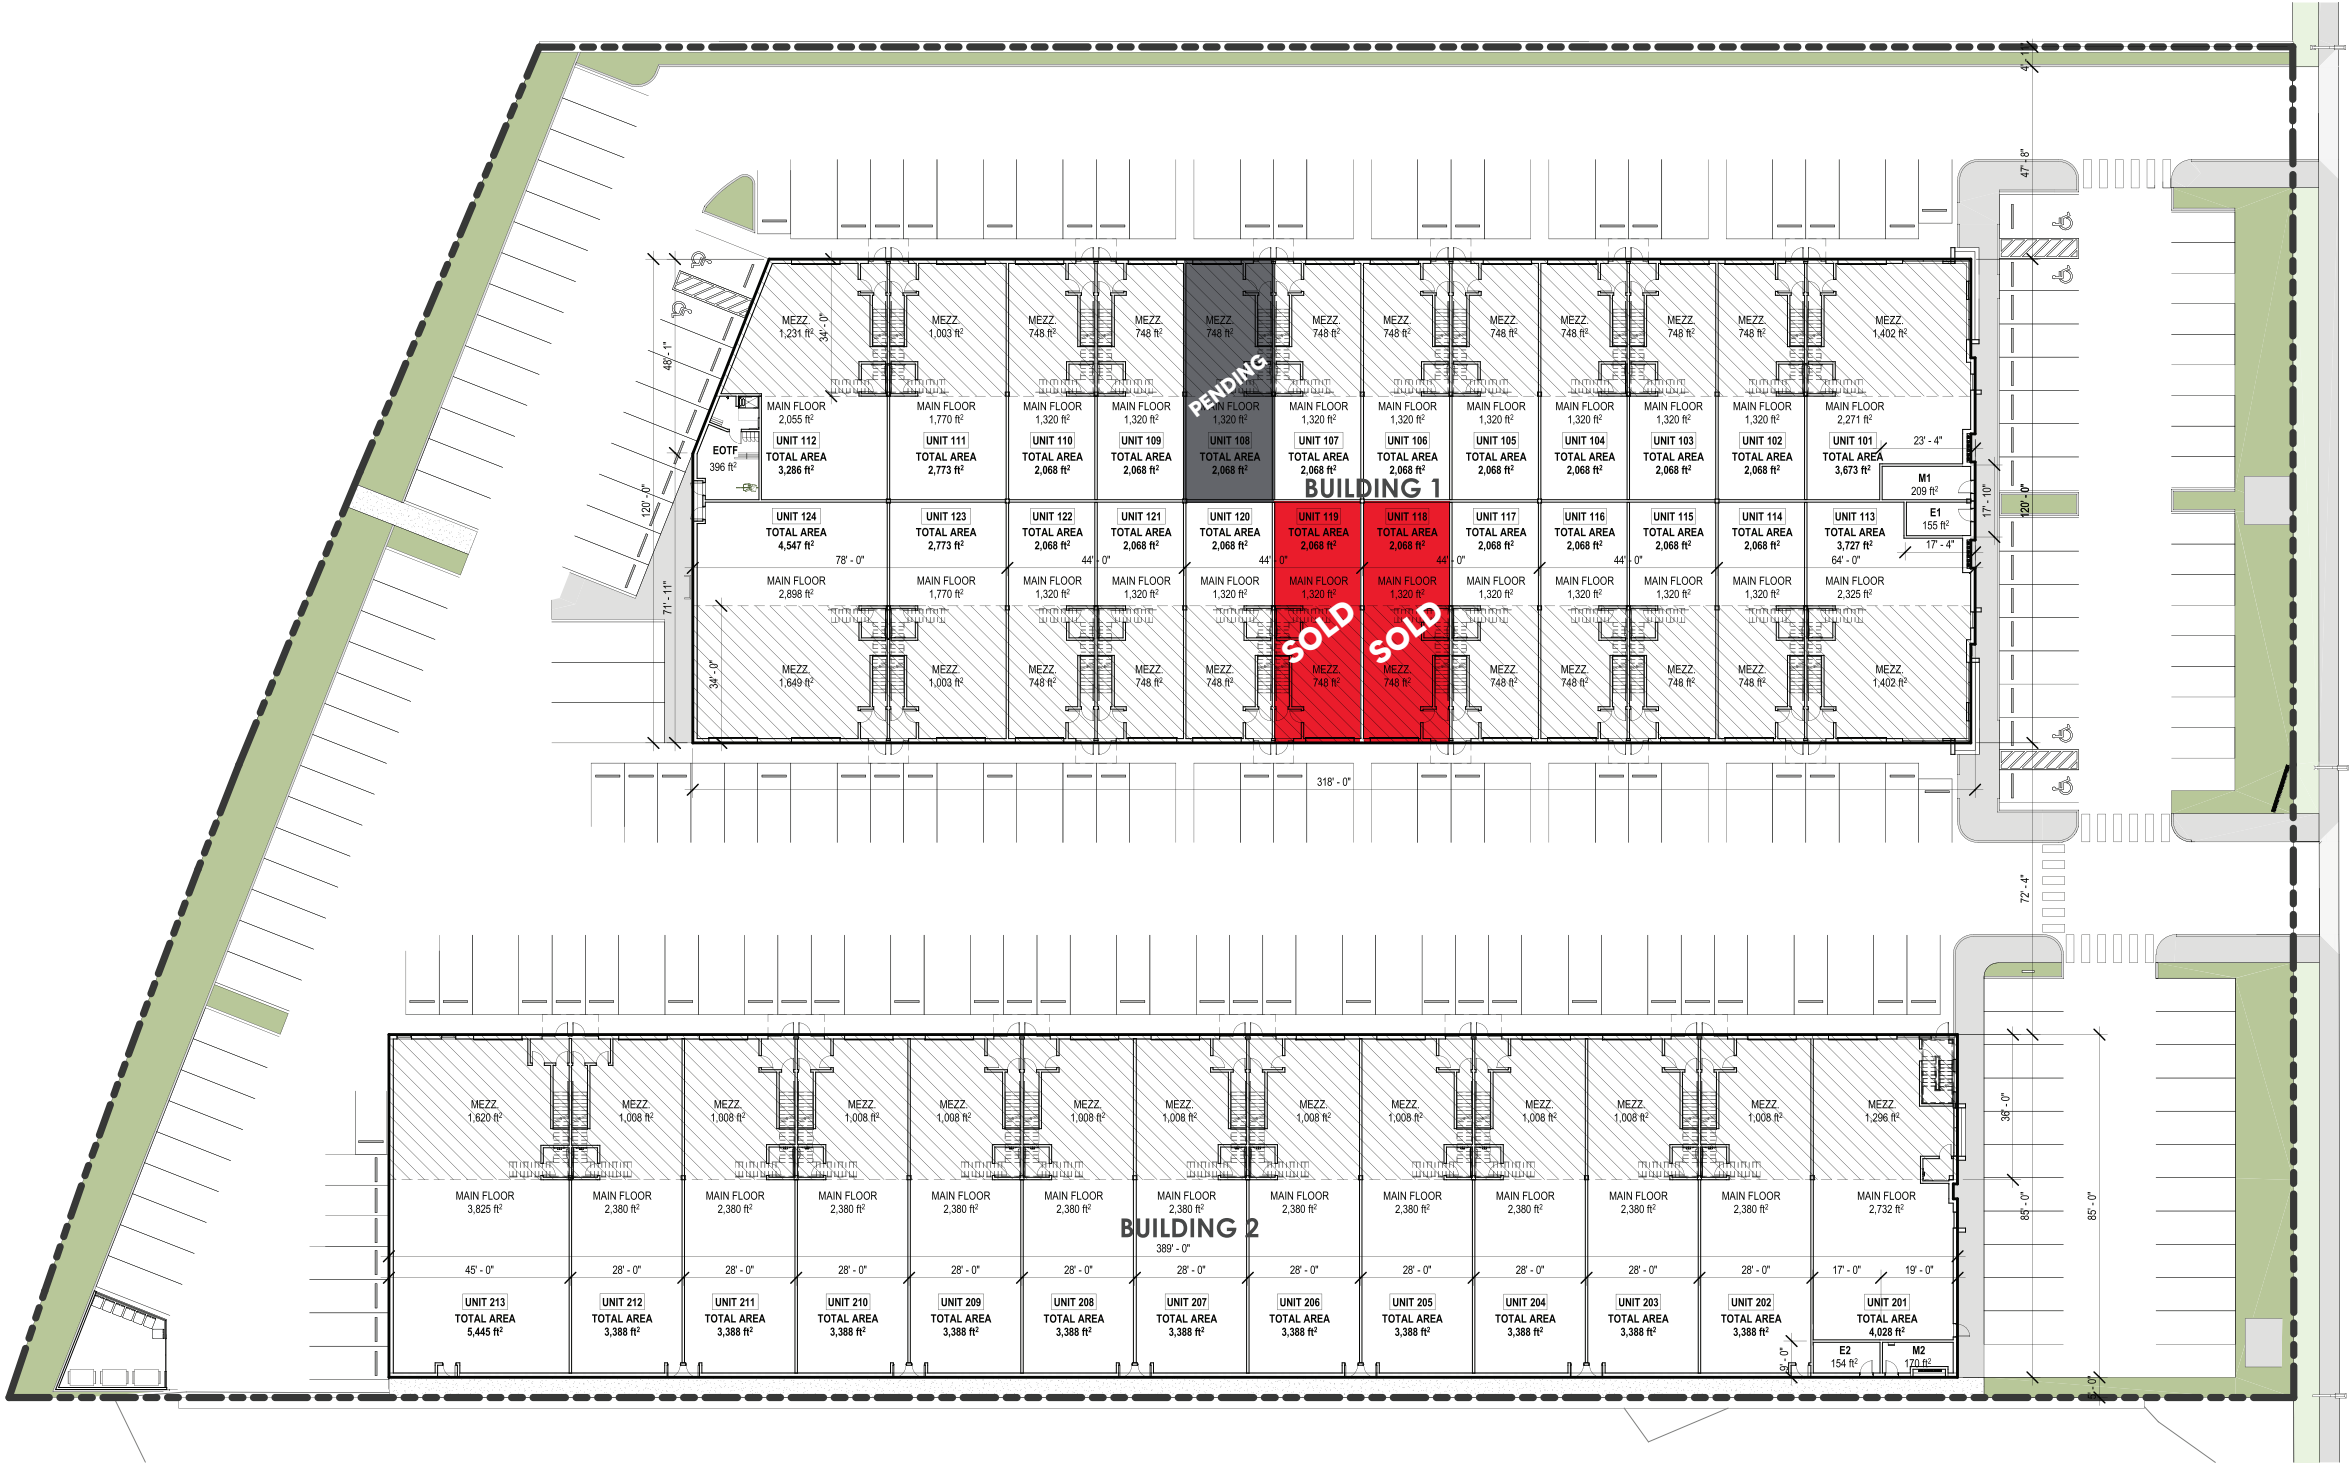 4' - 11"
47' - 8"
MEZZ.
1,231 ft²
34' - 0"
MEZZ.
1,003 ft²
MEZZ.
748 ft²
MEZZ.
748 ft²
MEZZ.
748 ft²
MEZZ.
748 ft²
MEZZ.
748 ft²
MEZZ.
748 ft²
MEZZ.
748 ft²
MEZZ.
748 ft²
MEZZ.
748 ft²
MEZZ.
1,402 ft²
48' - 1"
120' - 0"
PENDING
MAIN FLOOR
2,055 ft²
UNIT 112
TOTAL AREA
3,286 ft²
MAIN FLOOR
1,770 ft²
UNIT 111
TOTAL AREA
2,773 ft²
MAIN FLOOR
1,320 ft²
UNIT 110
TOTAL AREA
2,068 ft²
MAIN FLOOR
1,320 ft²
UNIT 109
TOTAL AREA
2,068 ft²
MAIN FLOOR
1,320 ft²
UNIT 108
TOTAL AREA
2,068 ft²
MAIN FLOOR
1,320 ft²
UNIT 107
TOTAL AREA
2,068 ft²
MAIN FLOOR
1,320 ft²
UNIT 106
TOTAL AREA
2,068 ft²
MAIN FLOOR
1,320 ft²
UNIT 105
TOTAL AREA
2,068 ft²
MAIN FLOOR
1,320 ft²
UNIT 104
TOTAL AREA
2,068 ft²
MAIN FLOOR
1,320 ft²
UNIT 103
TOTAL AREA
2,068 ft²
MAIN FLOOR
1,320 ft²
UNIT 102
TOTAL AREA
2,068 ft²
MAIN FLOOR
2,271 ft²
UNIT 101
TOTAL AREA
3,673 ft²
23' - 4"
EOTF
396 ft²
M1
209 ft²
BUILDING 1
17' - 10"
120' - 0"
E1
155 ft²
17' - 4"
UNIT 124
TOTAL AREA
4,547 ft²
UNIT 123
TOTAL AREA
2,773 ft²
UNIT 122
TOTAL AREA
2,068 ft²
UNIT 121
TOTAL AREA
2,068 ft²
UNIT 120
TOTAL AREA
2,068 ft²
UNIT 119
TOTAL AREA
2,068 ft²
UNIT 118
TOTAL AREA
2,068 ft²
UNIT 117
TOTAL AREA
2,068 ft²
UNIT 116
TOTAL AREA
2,068 ft²
UNIT 115
TOTAL AREA
2,068 ft²
UNIT 114
TOTAL AREA
2,068 ft²
UNIT 113
TOTAL AREA
3,727 ft²
78' - 0"
44' - 0"
44' - 0"
44' - 0"
44' - 0"
64' - 0"
71' - 11"
MAIN FLOOR
2,898 ft²
MAIN FLOOR
1,770 ft²
MAIN FLOOR
1,320 ft²
MAIN FLOOR
1,320 ft²
MAIN FLOOR
1,320 ft²
MAIN FLOOR
1,320 ft²
MAIN FLOOR
1,320 ft²
MAIN FLOOR
1,320 ft²
MAIN FLOOR
1,320 ft²
MAIN FLOOR
1,320 ft²
MAIN FLOOR
1,320 ft²
MAIN FLOOR
2,325 ft²
SOLD
SOLD
34' - 0"
MEZZ.
1,649 ft²
MEZZ.
1,003 ft²
MEZZ.
748 ft²
MEZZ.
748 ft²
MEZZ.
748 ft²
MEZZ.
748 ft²
MEZZ.
748 ft²
MEZZ.
748 ft²
MEZZ.
748 ft²
MEZZ.
748 ft²
MEZZ.
748 ft²
MEZZ.
1,402 ft²
318' - 0"
72' - 4"
MEZZ.
1,620 ft²
MEZZ.
1,008 ft²
MEZZ.
1,008 ft²
MEZZ.
1,008 ft²
MEZZ.
1,008 ft²
MEZZ.
1,008 ft²
MEZZ.
1,008 ft²
MEZZ.
1,008 ft²
MEZZ.
1,008 ft²
MEZZ.
1,008 ft²
MEZZ.
1,008 ft²
MEZZ.
1,008 ft²
MEZZ.
1,296 ft²
36' - 0"
MAIN FLOOR
3,825 ft²
MAIN FLOOR
2,380 ft²
MAIN FLOOR
2,380 ft²
MAIN FLOOR
2,380 ft²
MAIN FLOOR
2,380 ft²
MAIN FLOOR
2,380 ft²
MAIN FLOOR
2,380 ft²
MAIN FLOOR
2,380 ft²
MAIN FLOOR
2,380 ft²
MAIN FLOOR
2,380 ft²
MAIN FLOOR
2,380 ft²
MAIN FLOOR
2,380 ft²
MAIN FLOOR
2,732 ft²
85' - 0"
85' - 0"
BUILDING 2
389' - 0"
45' - 0"
28' - 0"
28' - 0"
28' - 0"
28' - 0"
28' - 0"
28' - 0"
28' - 0"
28' - 0"
28' - 0"
28' - 0"
28' - 0"
17' - 0"
19' - 0"
UNIT 213
TOTAL AREA
5,445 ft²
UNIT 212
TOTAL AREA
3,388 ft²
UNIT 211
TOTAL AREA
3,388 ft²
UNIT 210
TOTAL AREA
3,388 ft²
UNIT 209
TOTAL AREA
3,388 ft²
UNIT 208
TOTAL AREA
3,388 ft²
UNIT 207
TOTAL AREA
3,388 ft²
UNIT 206
TOTAL AREA
3,388 ft²
UNIT 205
TOTAL AREA
3,388 ft²
UNIT 204
TOTAL AREA
3,388 ft²
UNIT 203
TOTAL AREA
3,388 ft²
UNIT 202
TOTAL AREA
3,388 ft²
UNIT 201
TOTAL AREA
4,028 ft²
9' - 0"
E2
154 ft²
M2
170 ft²